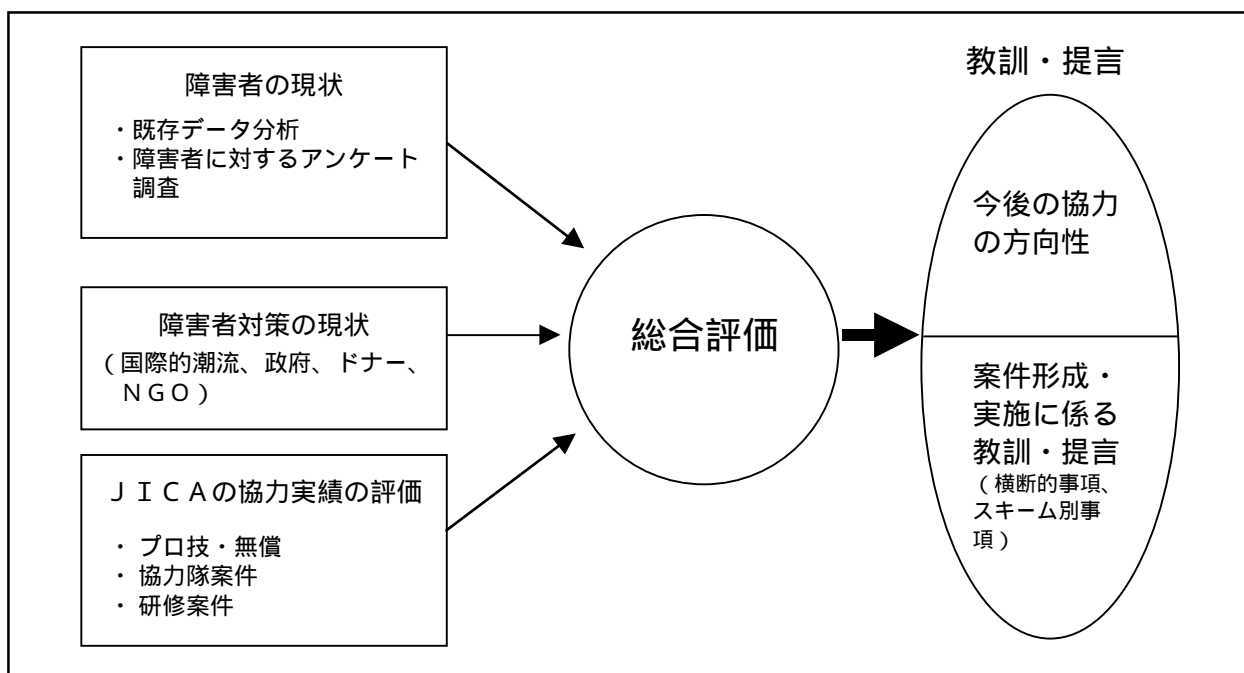 障害者の現状
・既存データ分析
・障害者に対するアンケート
調査
障害者対策の現状
（国際的潮流、政府、ドナー、
ＮＧＯ）
ＪＩＣＡの協力実績の評価
・ プロ技・無償
・ 協力隊案件
・ 研修案件
総合評価
教訓・提言
今後の協力
の方向性
案件形成・
実施に係る
教訓・提言
（横断的事項、
スキーム別事
項）